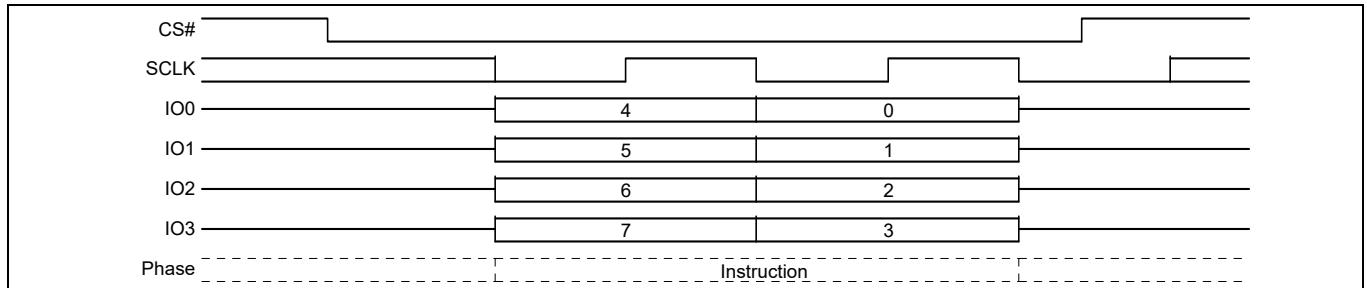 CS#
SCLK
IO0 4 0
IO1 5 1
IO2 6 2
IO3 7 3
Phase Instruction